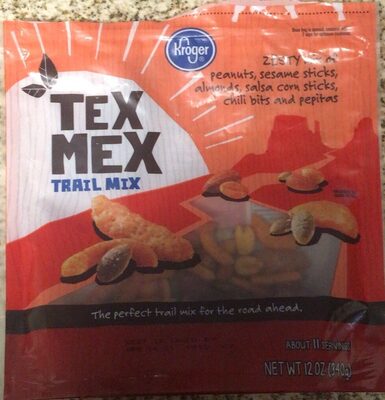 Kroger
ZESTY
peanuts, sesame sticks,
almonds, salsa corn sticks,
chili bits and pepitas
TEX
MEX
TRAIL MIX
The perfect trail mix for the road ahead.
ABOUT 11 SERVINGS
NET WT 12 OZ (340g)